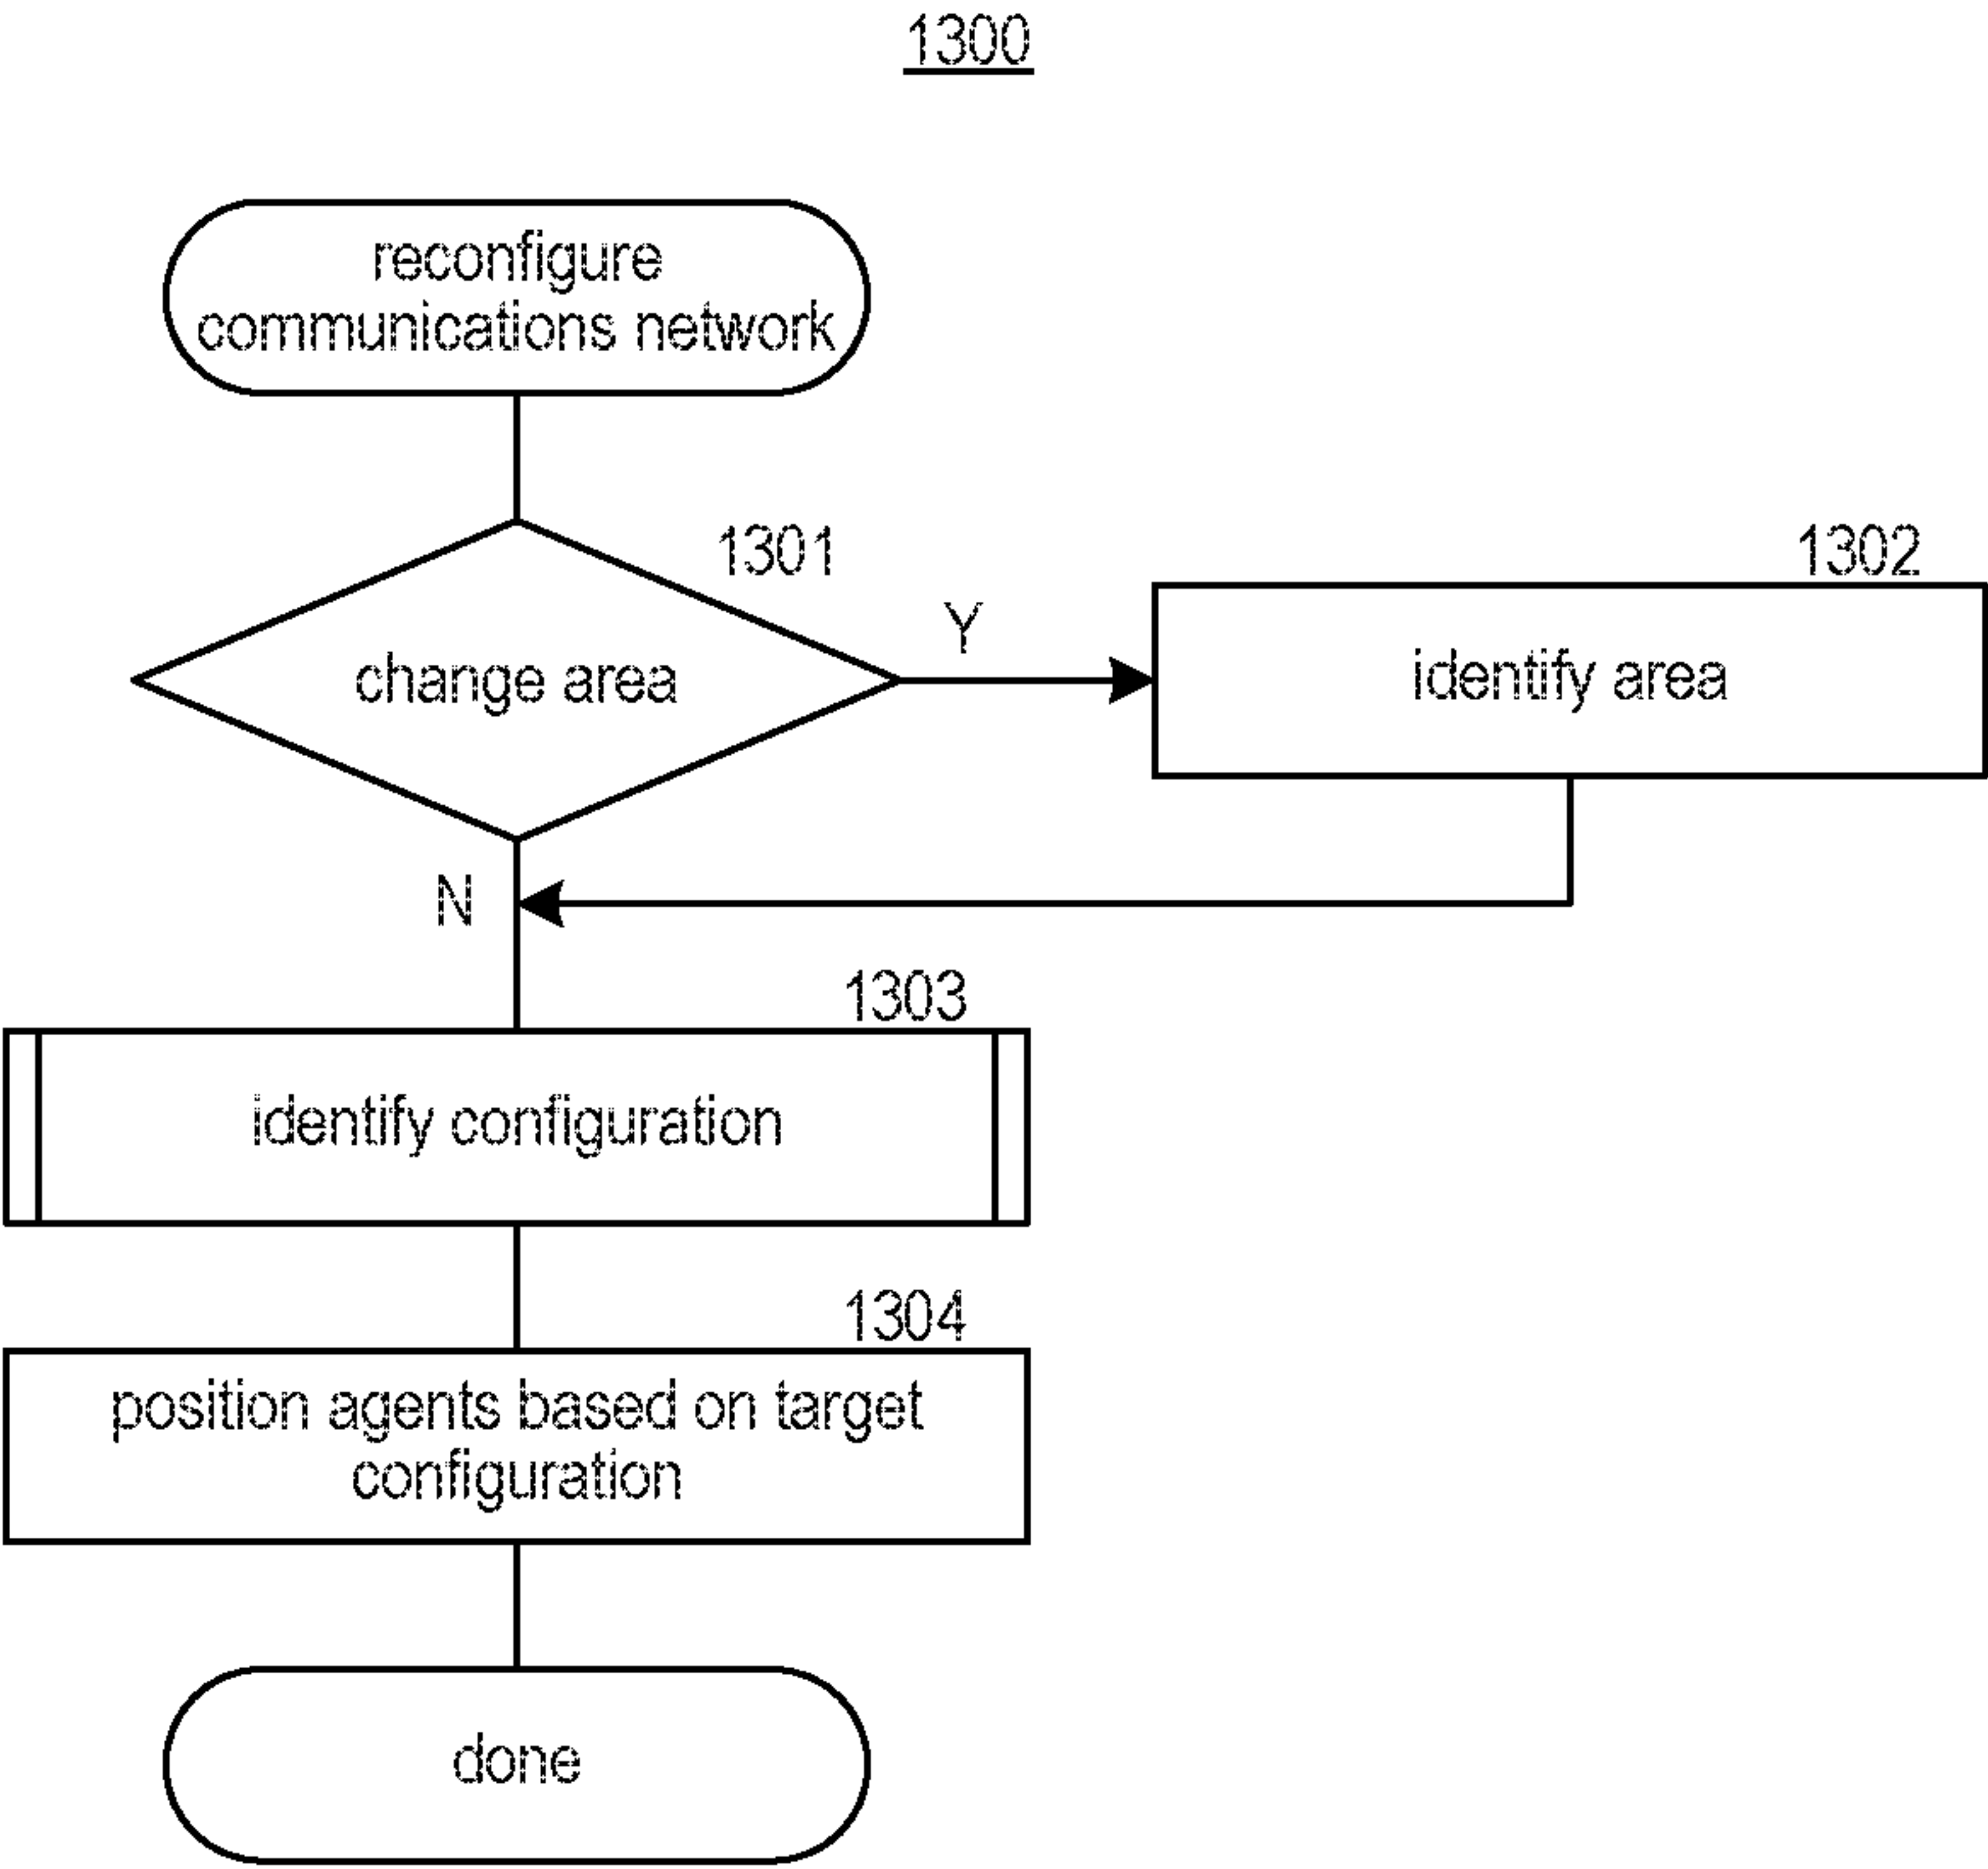 1300
reconfigure
communications network
1301
change area
Y
1302
identify area
N
1303
identify configuration
1304
position agents based on target
configuration
done